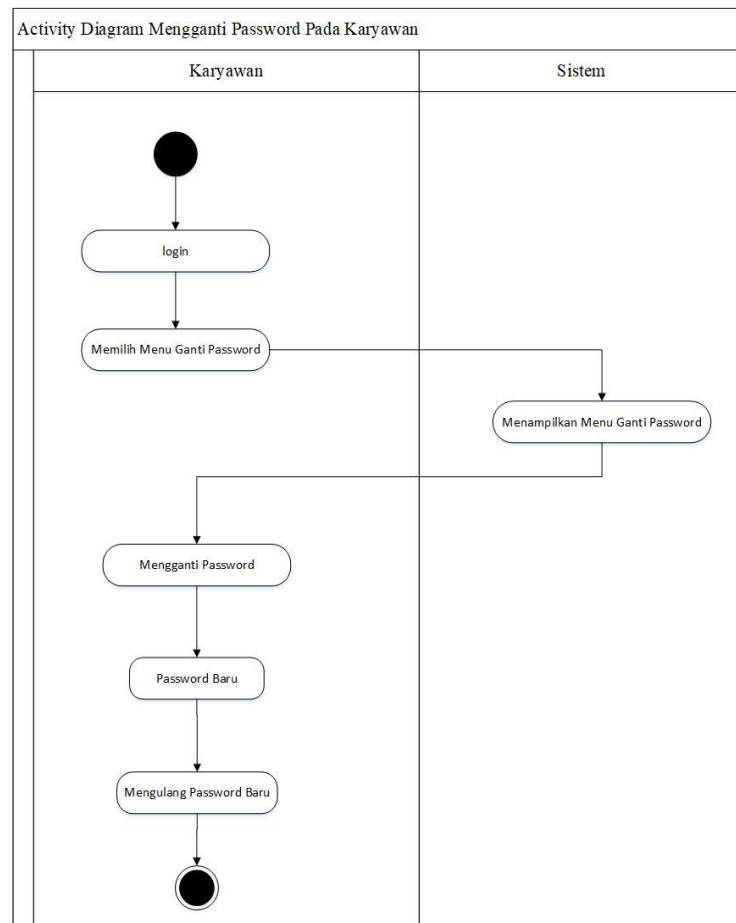 Activity Diagram Mengganti Password Pada Karyawan
Karyawan
Sistem
login
Memilih Menu Ganti Password
Menampilkan Menu Ganti Password
Mengganti Password
Password Baru
Mengulang Password Baru